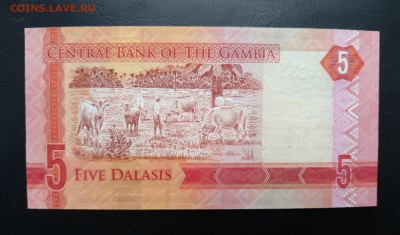 COINS.LAVE.RU
CENTRAL BANK OF THE GAMBIA
5
5
FIVE DALASIS
5